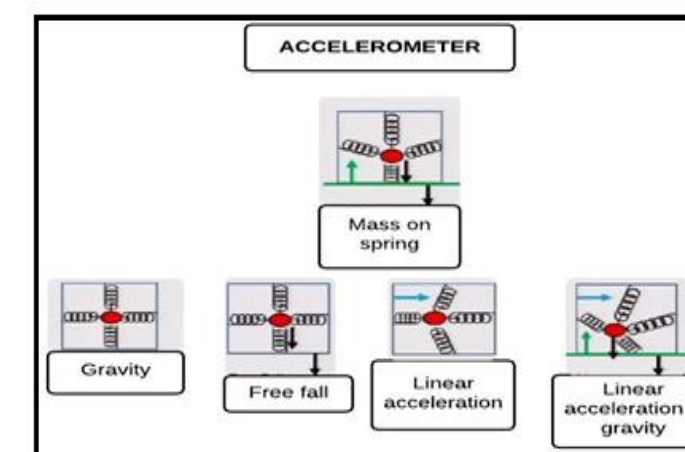 ACCELEROMETER
Mass on
spring
Gravity
Free fall
Linear
acceleration
Linear
acceleration
gravity